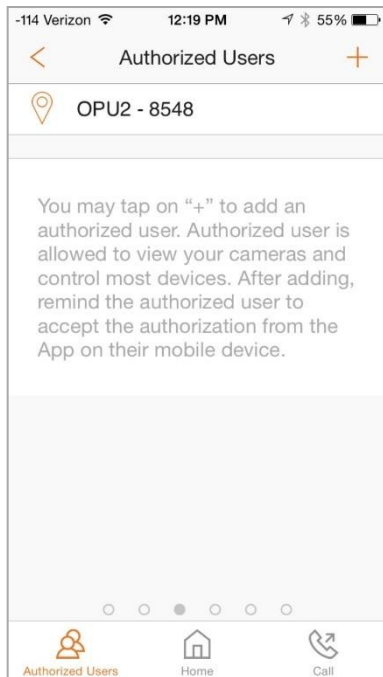 -114 Verizon 12:19 PM 55%
< Authorized Users +
OPU2 - 8548
You may tap on “+” to add an
authorized user. Authorized user is
allowed to view your cameras and
control most devices. After adding,
remind the authorized user to
accept the authorization from the
App on their mobile device.
Authorized Users Home Call